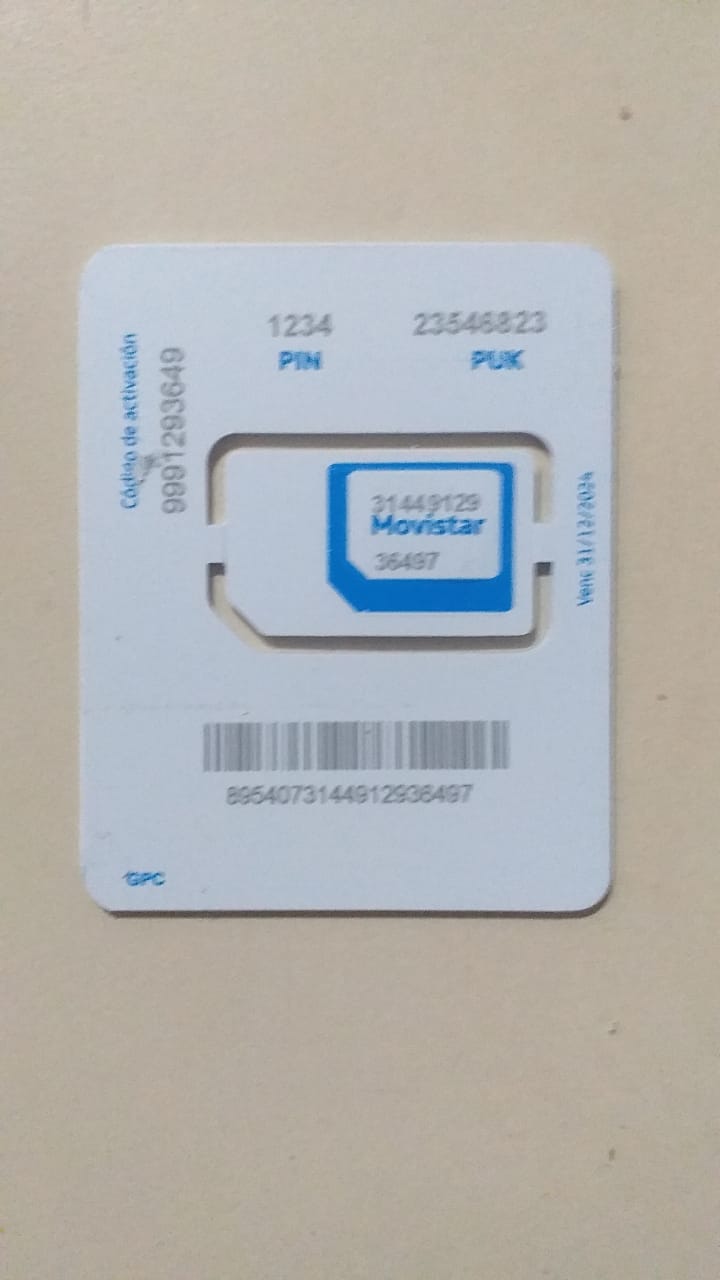 1234
PIN
23546823
PUK
Código de activación
9991293649
31449129
Movistar
36497
Venc 31/12/2024
8954073144912936497
GPC